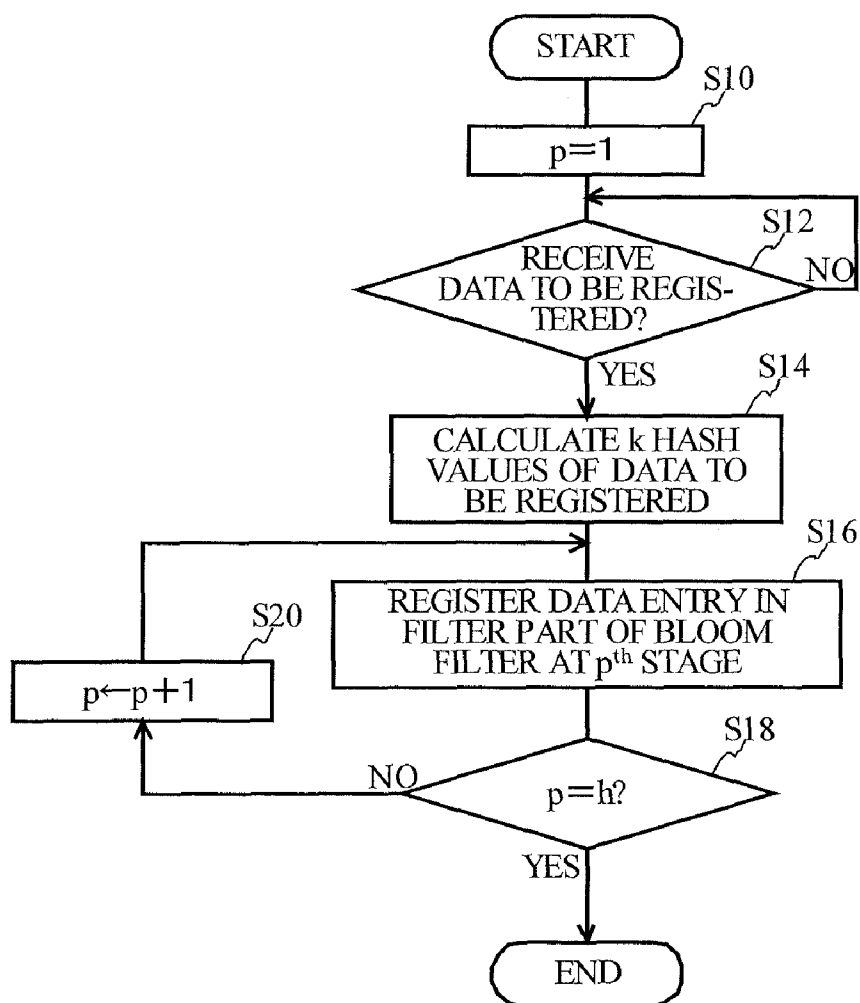 START
S10
p=1
S12
RECEIVE
DATA TO BE REGIS-
TERED?
NO
YES
S14
CALCULATE k HASH
VALUES OF DATA TO
BE REGISTERED
S16
REGISTER DATA ENTRY IN
FILTER PART OF BLOOM
FILTER AT pth STAGE
S20
p←p+1
S18
NO
p=h?
YES
END